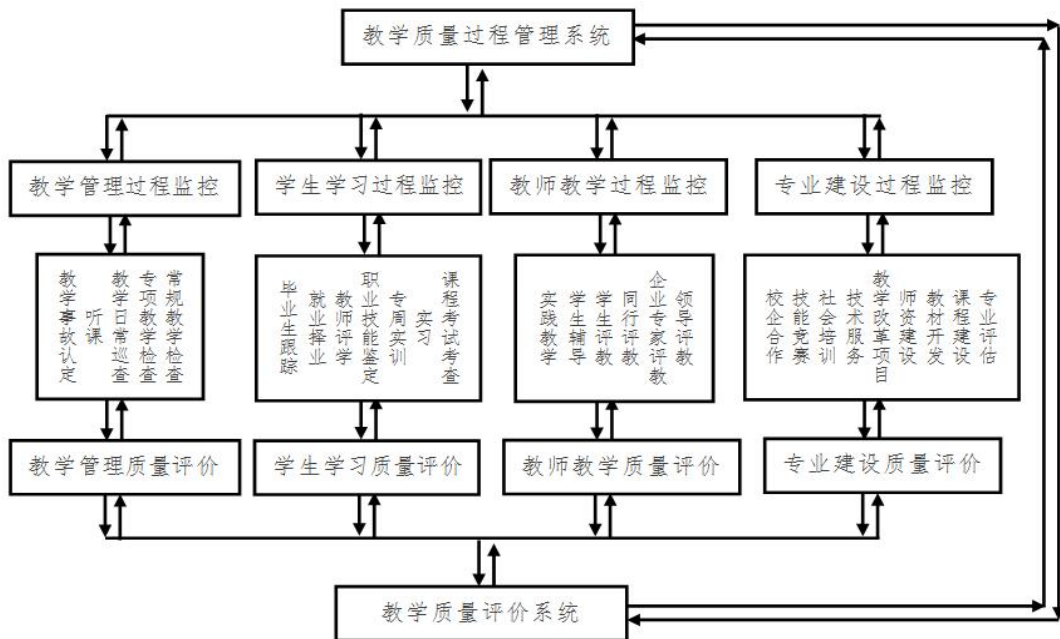 教学质量过程管理系统
教学管理过程监控
学生学习过程监控
教师教学过程监控
专业建设过程监控
教学事故认定
听课
教学日常巡查
专项教学检查
常规教学检查
毕业生跟踪
就业择业
教师评学
职业技能鉴定
专周实训
实习
课程考试考查
实践教学
学生辅导
学生评教
同行评教
企业专家评教
领导评教
校企合作
技能竞赛
社会培训
技术服务
教学改革项目
师资建设
教材开发
课程建设
专业评估
教学管理质量评价
学生学习质量评价
教师教学质量评价
专业建设质量评价
教学质量评价系统